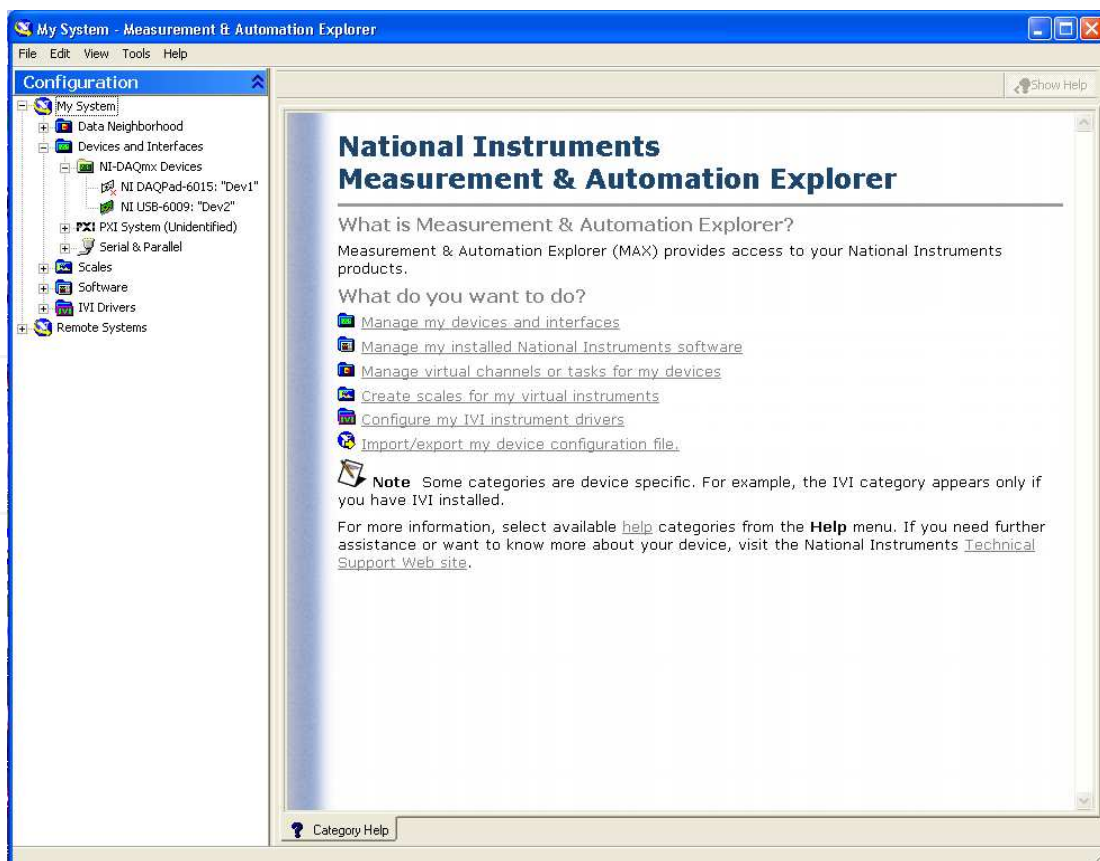 My System - Measurement & Automation Explorer
File Edit View Tools Help
Configuration
My System
Data Neighborhood
Devices and Interfaces
NI-DAQmx Devices
NI DAQPad-6015: "Dev1"
NI USB-6009: "Dev2"
PXI PXI System (Unidentified)
Serial & Parallel
Scales
Software
IVI IVI Drivers
Remote Systems
Show Help
National Instruments
Measurement & Automation Explorer
What is Measurement & Automation Explorer?
Measurement & Automation Explorer (MAX) provides access to your National Instruments
products.
What do you want to do?
Manage my devices and interfaces
Manage my installed National Instruments software
Manage virtual channels or tasks for my devices
Create scales for my virtual instruments
IVI Configure my IVI instrument drivers
Import/export my device configuration file.
Note Some categories are device specific. For example, the IVI category appears only if
you have IVI installed.
For more information, select available help categories from the Help menu. If you need further
assistance or want to know more about your device, visit the National Instruments Technical
Support Web site.
? Category Help